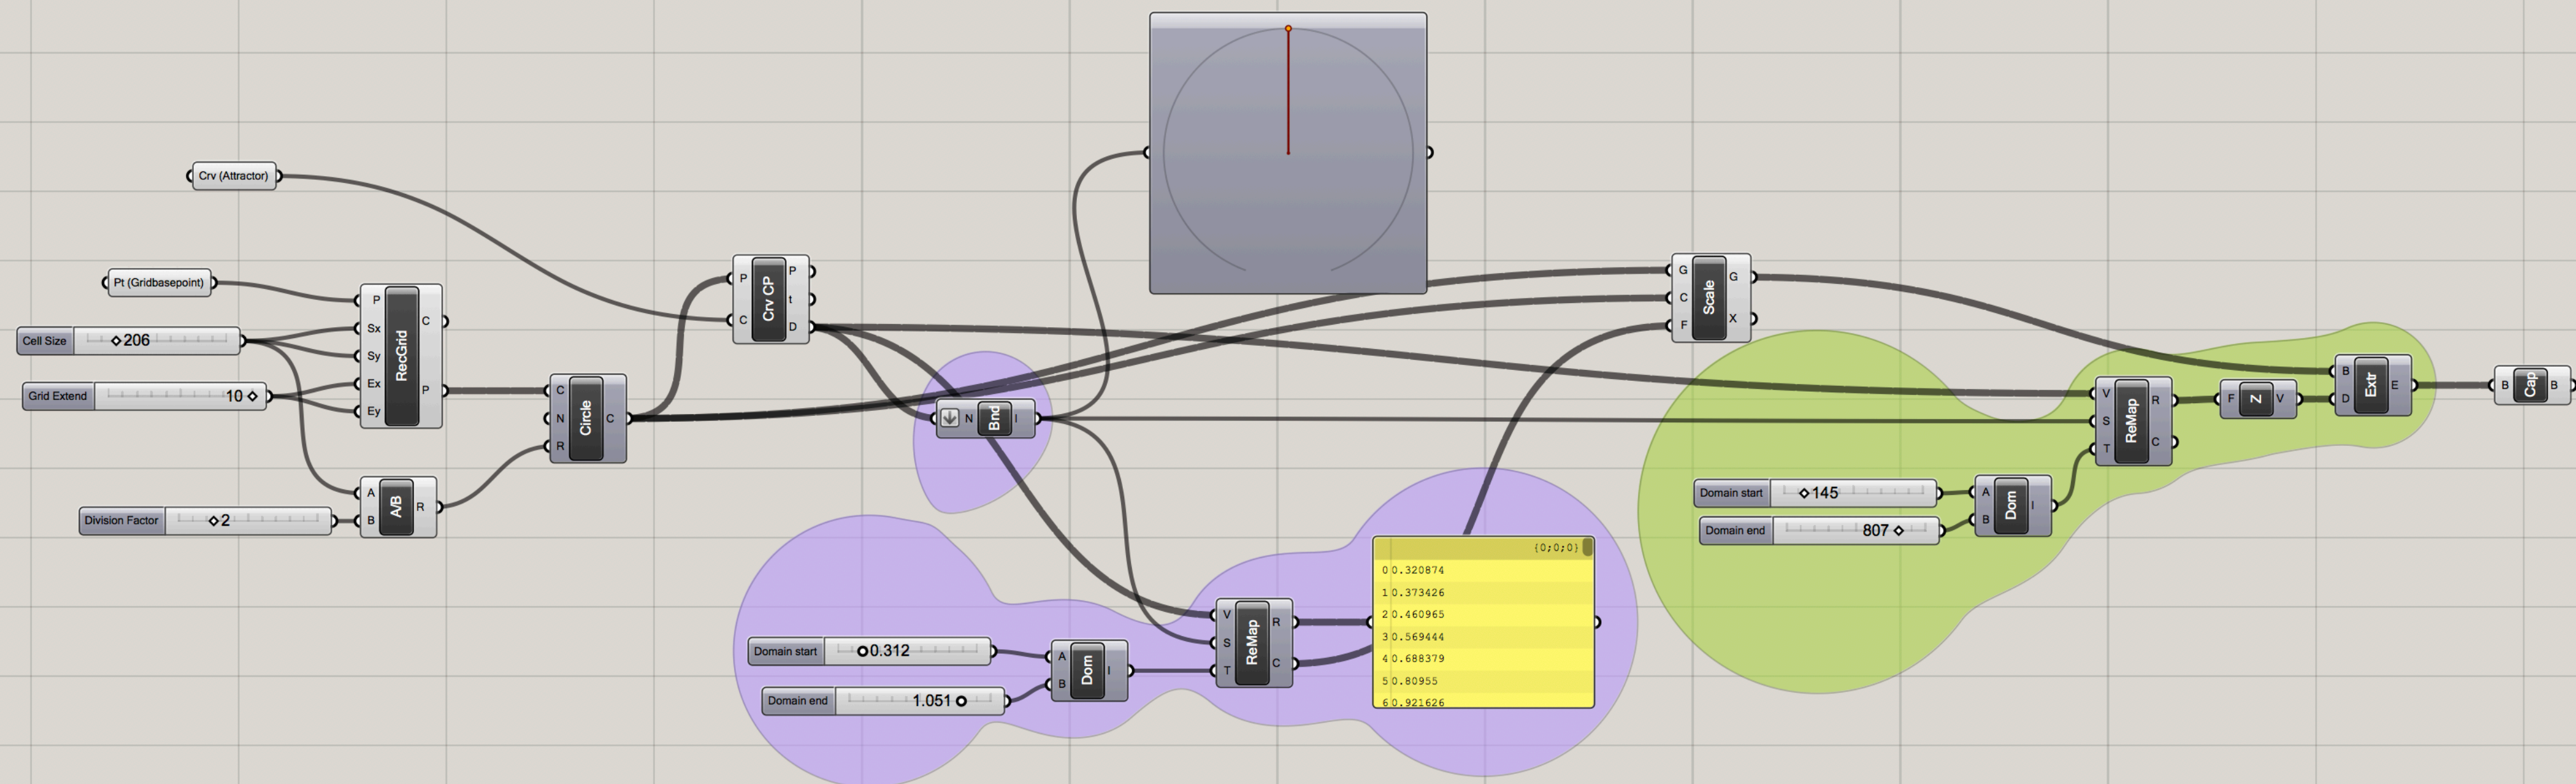 Crv (Attractor)
Pt (Gridbasepoint)
Cell Size 206
Grid Extend 10
Division Factor 2
P
Sx
Sy
Ex
Ey
RecGrid
C
P
A
B
A/B
R
C
N
R
Circle
C
P
C
Crv CP
P
t
D
N Bnd I
Domain start 0.312
Domain end 1.051
A
B
Dom
I
V
S
T
ReMap
R
C
{0;0;0}
0 0.320874
1 0.373426
2 0.460965
3 0.569444
4 0.688379
5 0.80955
6 0.921626
G
C
F
Scale
G
X
Domain start 145
Domain end 807
A
B
Dom
I
V
S
T
ReMap
R
C
F Z V
B
D
Extr
E
B Cap B